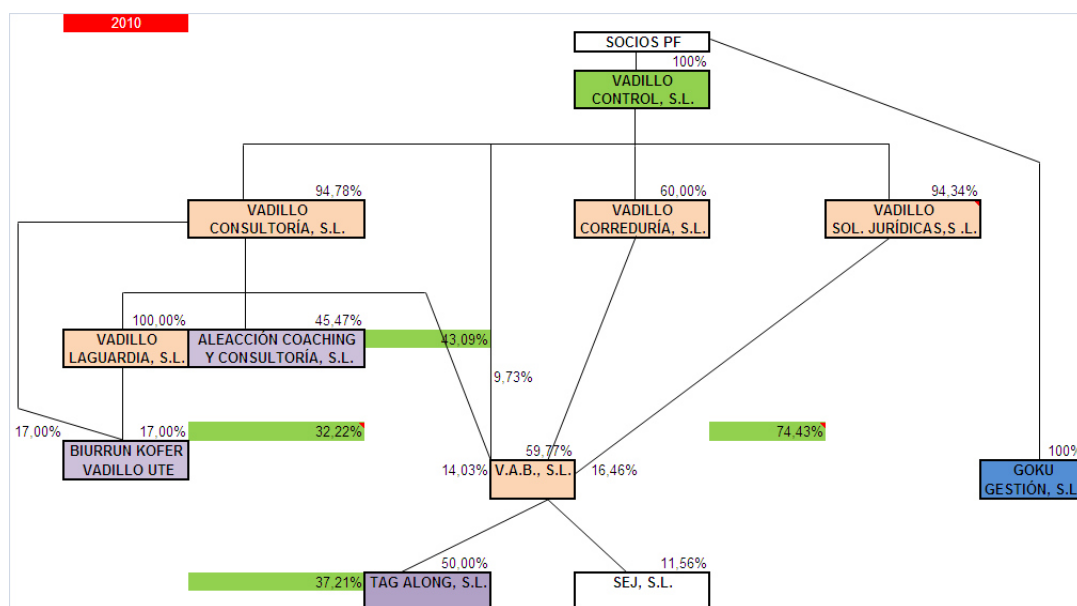 2010
SOCIOS PF
100%
VADILLO
CONTROL, S.L.
94,78%
60,00%
94,34%
VADILLO
CONSULTORÍA, S.L.
VADILLO
CORREDURÍA, S.L.
VADILLO
SOL. JURÍDICAS,S .L.
100,00%
45,47%
VADILLO
LAGUARDIA, S.L.
ALEACCIÓN COACHING
Y CONSULTORÍA, S.L.
43,09%
9,73%
17,00%
17,00%
32,22%
74,43%
BIURRUN KOFER
VADILLO UTE
59,77%
14,03%
V.A.B., S.L.
16,46%
100%
GOKU
GESTIÓN, S.L
50,00%
11,56%
37,21%
TAG ALONG, S.L.
SEJ, S.L.